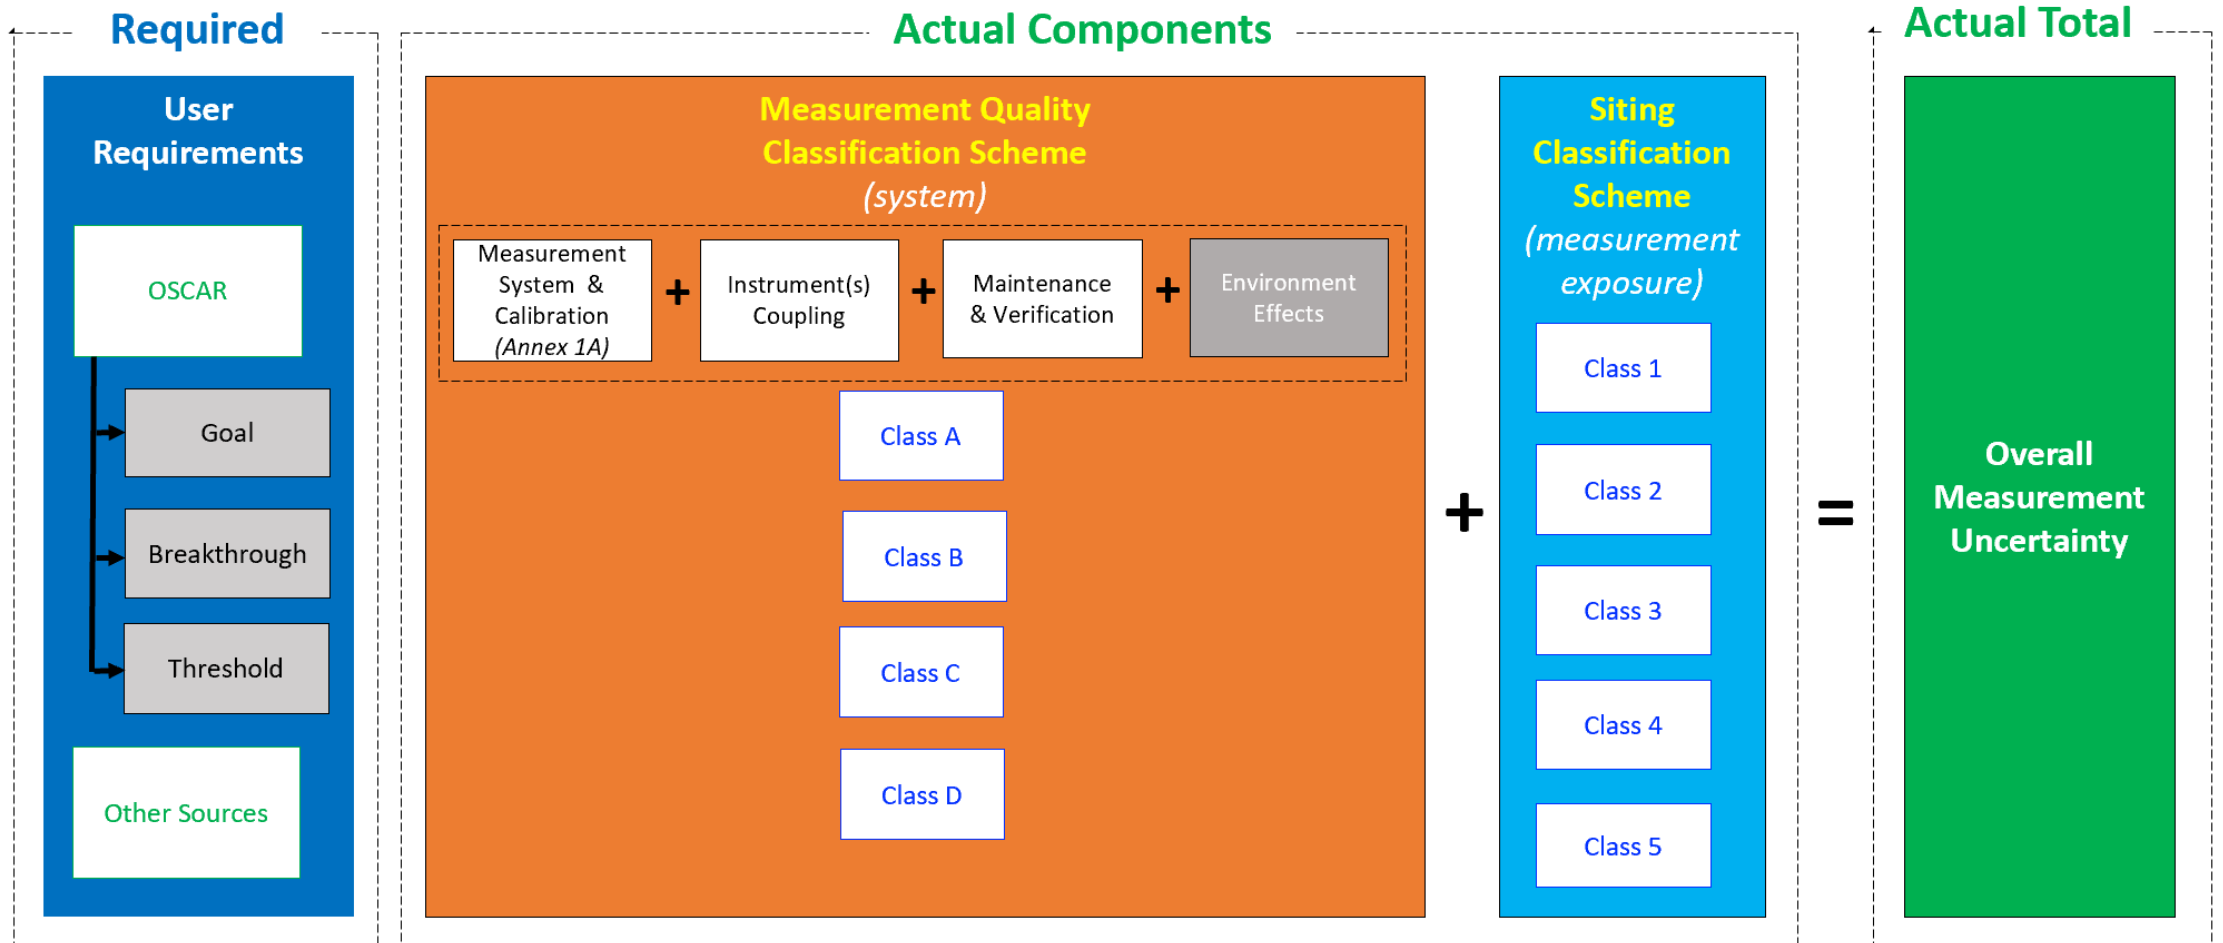 Required
User
Requirements
OSCAR
Goal
Breakthrough
Threshold
Other Sources
Actual Components
Measurement Quality
Classification Scheme
(system)
Measurement
System &
Calibration
(Annex 1A)
+
Instrument(s)
Coupling
+
Maintenance
& Verification
+
Environment
Effects
Class A
Class B
Class C
Class D
+
Siting
Classification
Scheme
(measurement
exposure)
Class 1
Class 2
Class 3
Class 4
Class 5
=
Actual Total
Overall
Measurement
Uncertainty